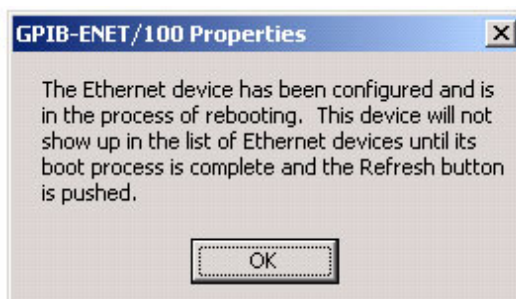 GPIB-ENET/100 Properties
The Ethernet device has been configured and is
in the process of rebooting. This device will not
show up in the list of Ethernet devices until its
boot process is complete and the Refresh button
is pushed.
OK